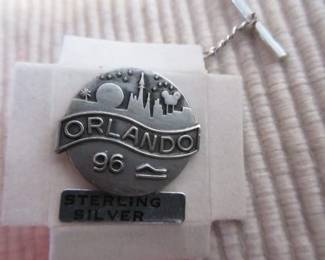 ORLANDO
96
STERLING
SILVER